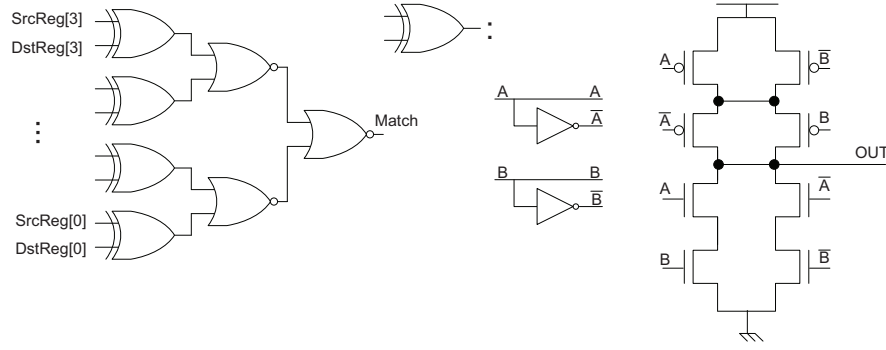 SrcReg[3]
DstReg[3]
SrcReg[0]
DstReg[0]
Match
:
A A
A̅
B B
B̅
A B̅
A̅ B
OUT
A A̅
B B̅